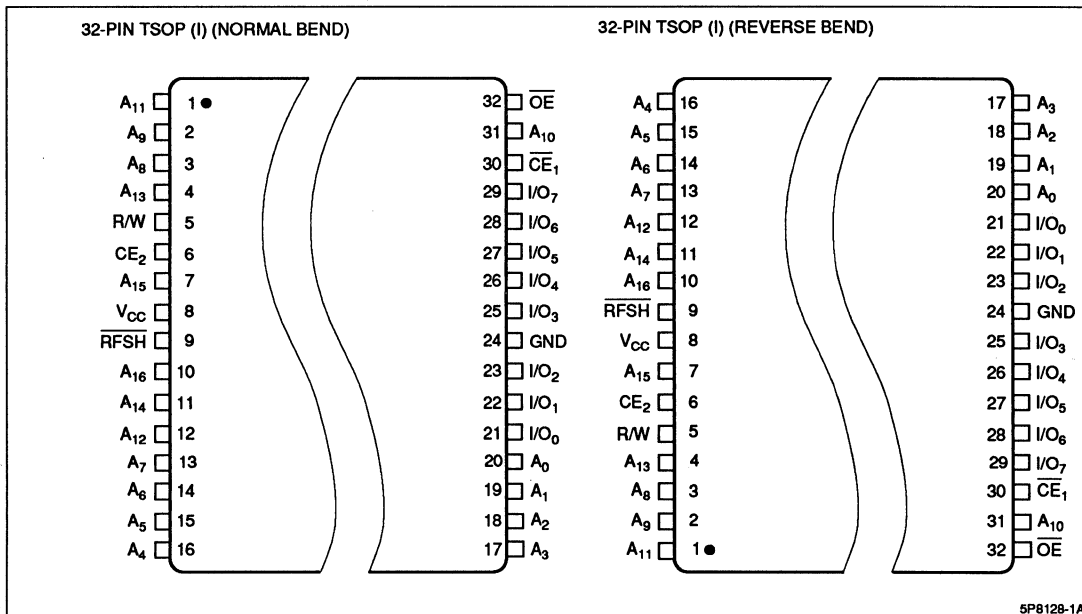 32-PIN TSOP (I) (NORMAL BEND) 32-PIN TSOP (I) (REVERSE BEND)
A11 1 32 OE A4 16 17 A3
A9 2 31 A10 A5 15 18 A2
A8 3 30 CE1 A6 14 19 A1
A13 4 29 I/O7 A7 13 20 A0
R/W 5 28 I/O6 A12 12 21 I/O0
CE2 6 27 I/O5 A14 11 22 I/O1
A15 7 26 I/O4 A16 10 23 I/O2
VCC 8 25 I/O3 RFSH 9 24 GND
RFSH 9 24 GND VCC 8 25 I/O3
A16 10 23 I/O2 A15 7 26 I/O4
A14 11 22 I/O1 CE2 6 27 I/O5
A12 12 21 I/O0 R/W 5 28 I/O6
A7 13 20 A0 A13 4 29 I/O7
A6 14 19 A1 A8 3 30 CE1
A5 15 18 A2 A9 2 31 A10
A4 16 17 A3 A11 1 32 OE
5P8128-1A